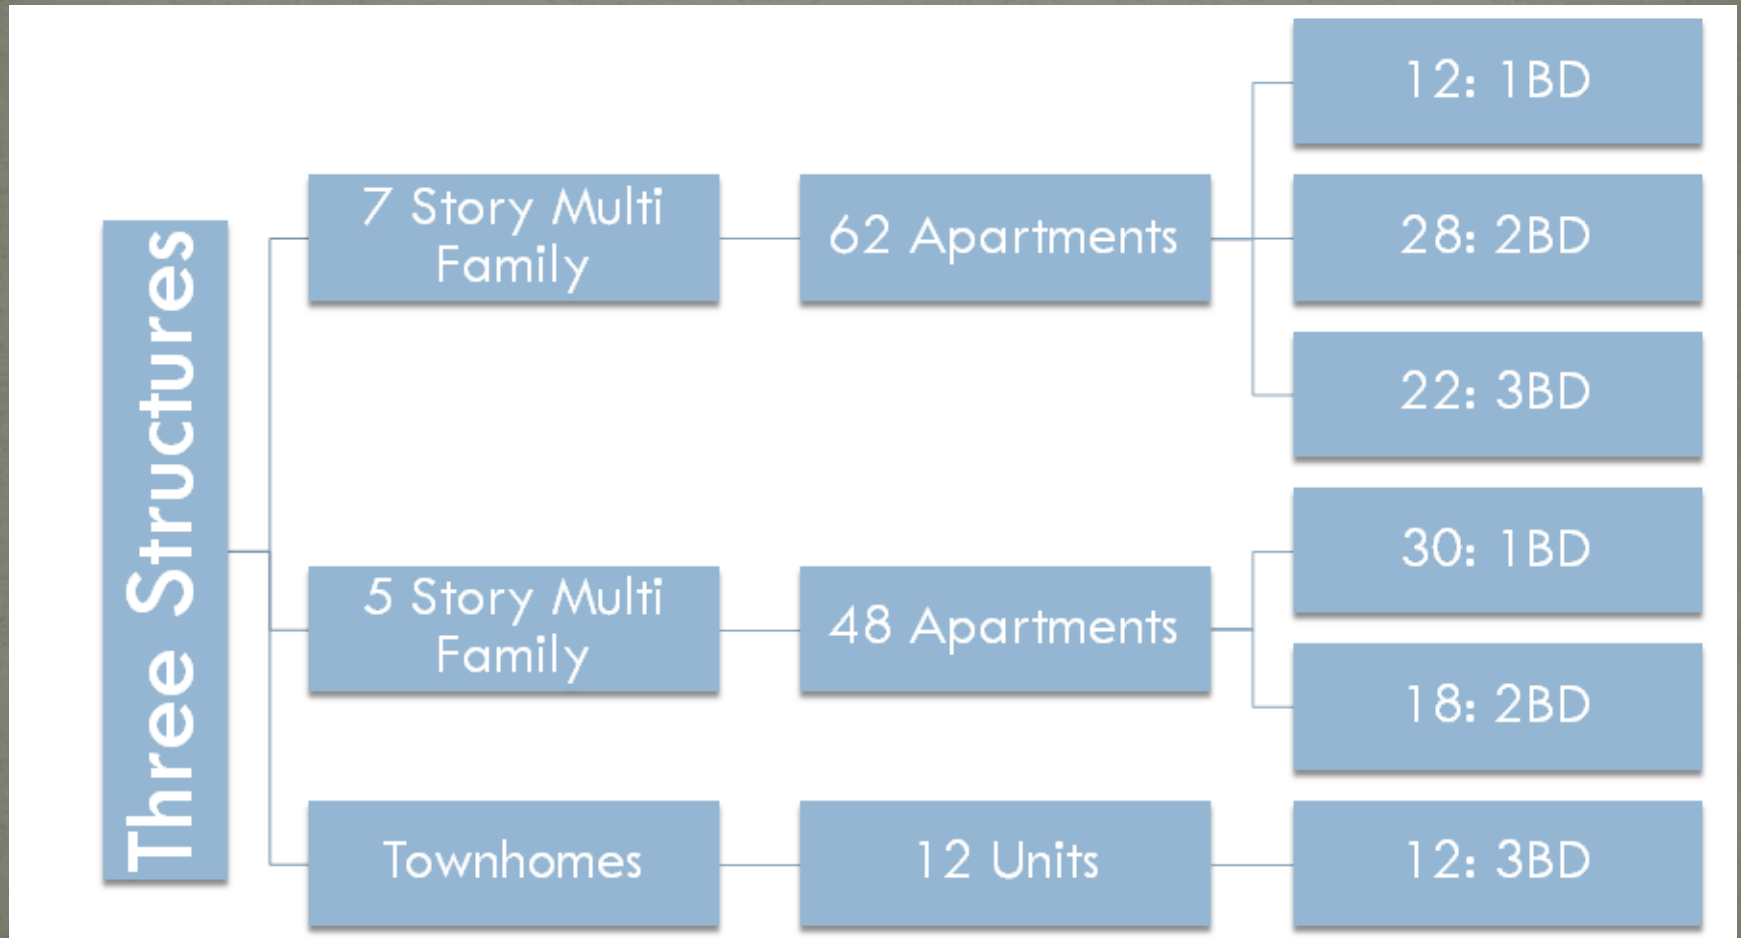 Three Structures
7 Story Multi
Family
62 Apartments
12: 1BD
28: 2BD
22: 3BD
5 Story Multi
Family
48 Apartments
30: 1BD
18: 2BD
Townhomes
12 Units
12: 3BD